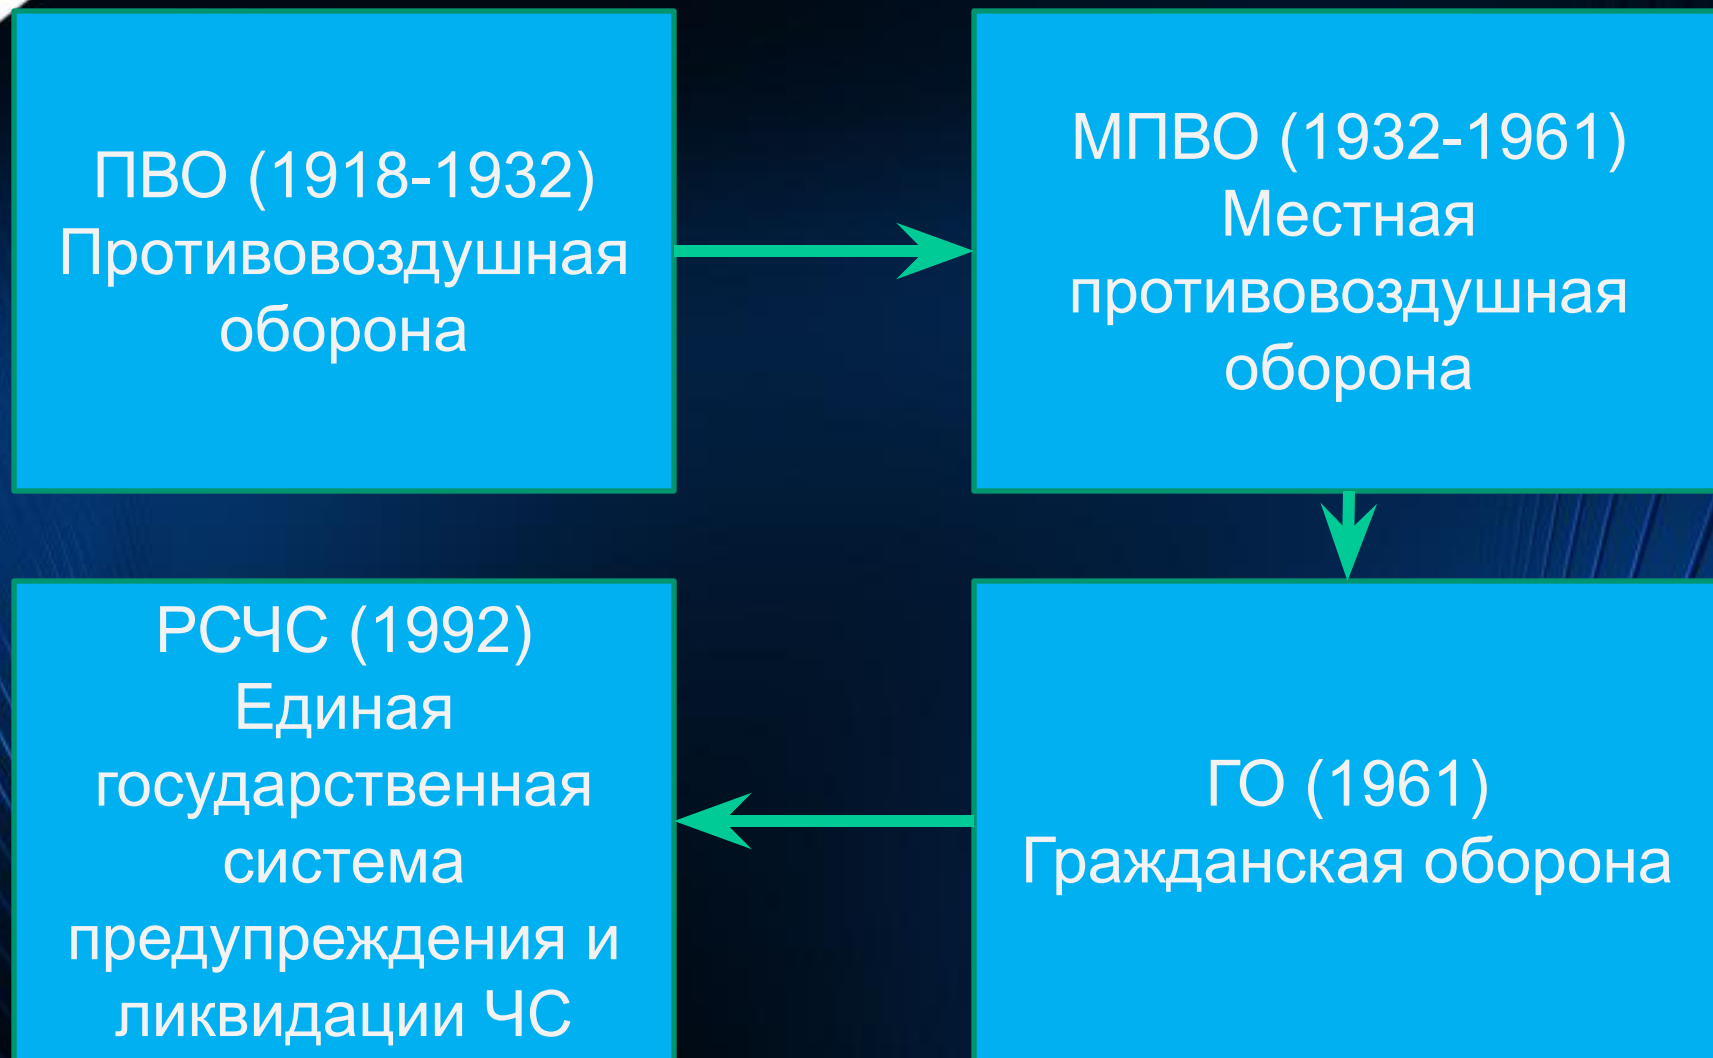 ПВО (1918-1932)
Противовоздушная
оборона
МПВО (1932-1961)
Местная
противовоздушная
оборона
РСЧС (1992)
Единая
государственная
система
предупреждения и
ликвидации ЧС
ГО (1961)
Гражданская оборона